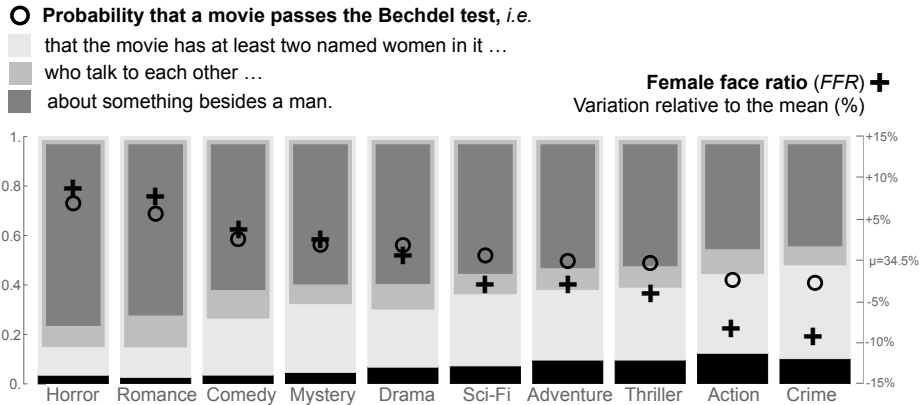 Probability that a movie passes the Bechdel test, i.e.
that the movie has at least two named women in it …
who talk to each other …
about something besides a man.
Female face ratio (FFR)
Variation relative to the mean (%)
1.
0.8
0.6
0.4
0.2
0.
+15%
+10%
+5%
μ=34.5%
-5%
-10%
-15%
Horror Romance Comedy Mystery Drama Sci-Fi Adventure Thriller Action Crime